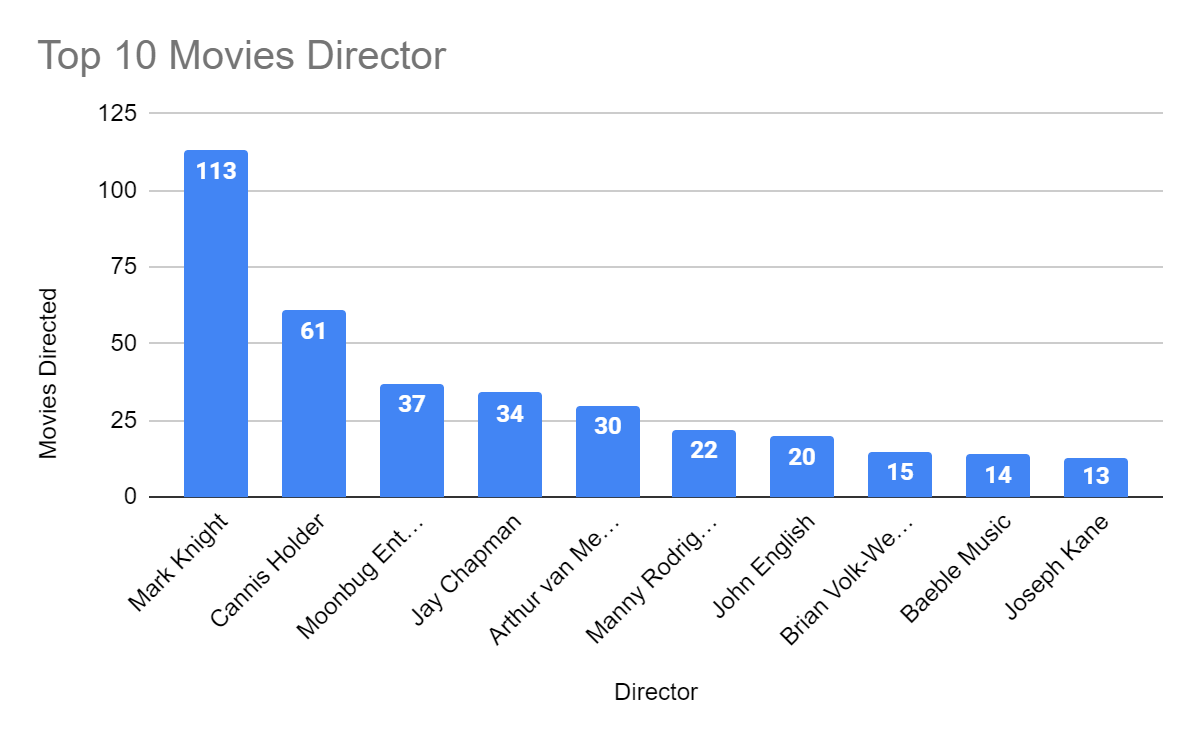 Top 10 Movies Director
125
100
75
50
25
0
Movies Directed
113
61
37
34
30
22
20
15
14
13
Mark Knight
Cannis Holder
Moonbug Ent...
Jay Chapman
Arthur van Me...
Manny Rodrig...
John English
Brian Volk-We...
Baeble Music
Joseph Kane
Director